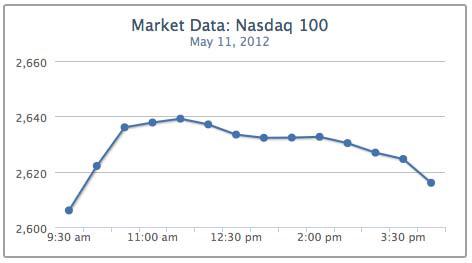 Market Data: Nasdaq 100
May 11, 2012
2,660
2,640
2,620
2,600
9:30 am 11:00 am 12:30 pm 2:00 pm 3:30 pm